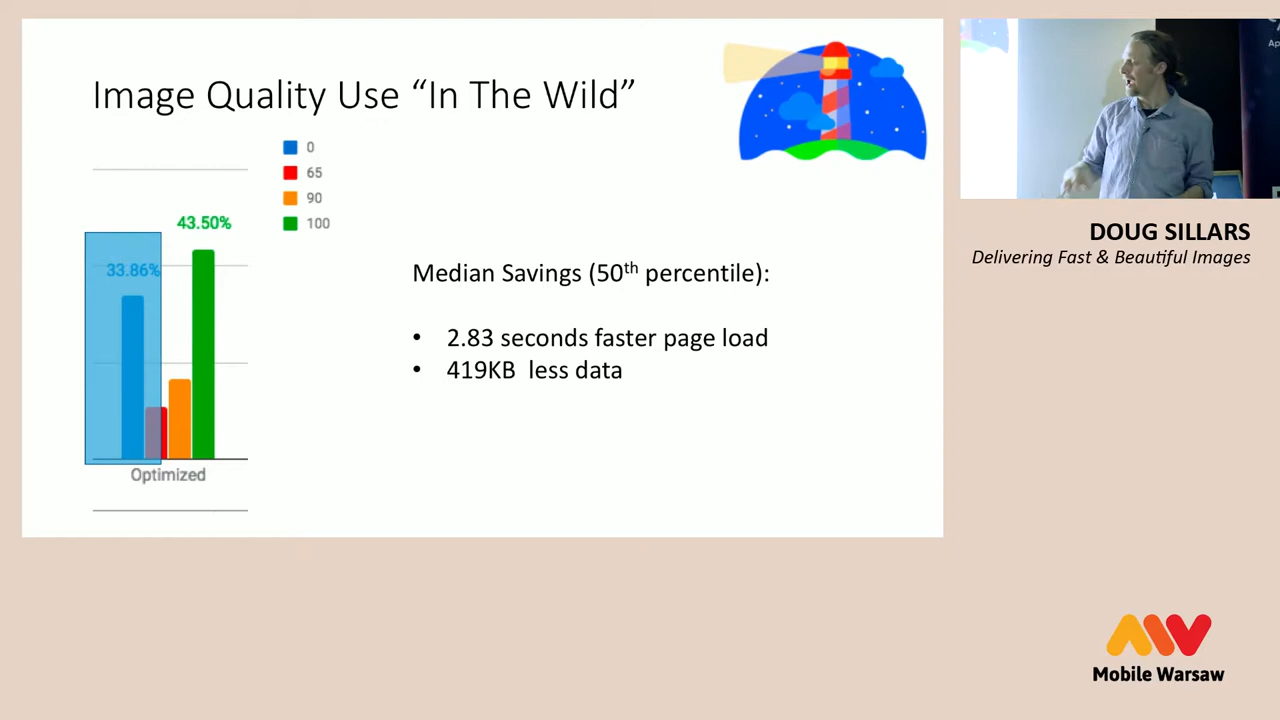 Image Quality Use “In The Wild”
0
65
90
100
43.50%
33.86%
Optimized
Median Savings (50th percentile):
• 2.83 seconds faster page load
• 419KB less data
DOUG SILLARS
Delivering Fast & Beautiful Images
Mobile Warsaw